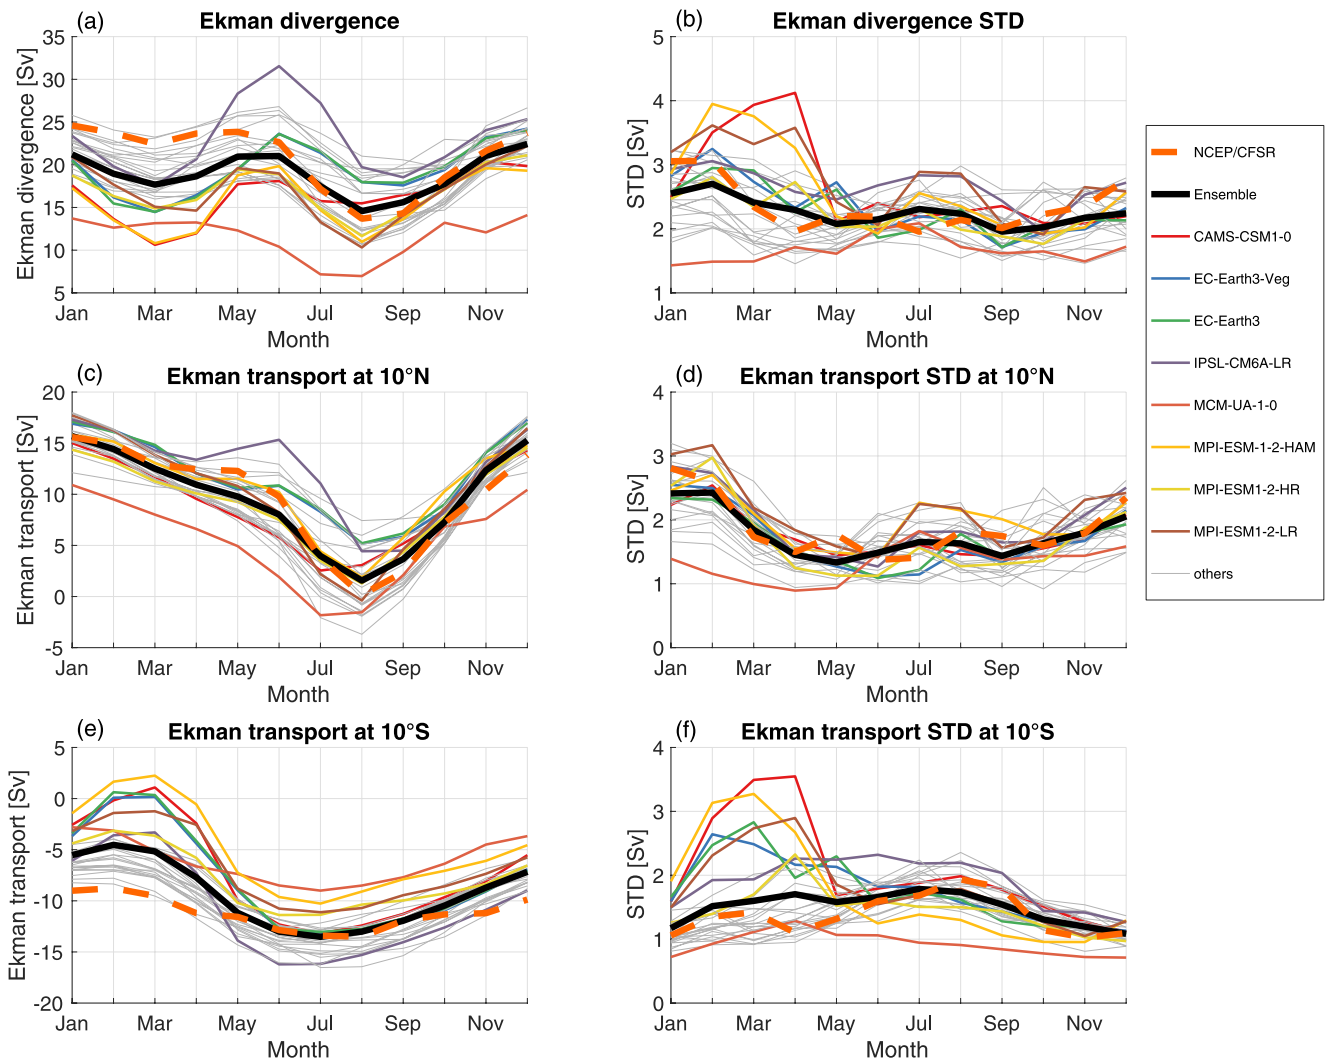 (a)
Ekman divergence
Ekman divergence [Sv]
35
30
25
20
15
10
5
Jan Mar May Jul Sep Nov
Month
(b)
Ekman divergence STD
STD [Sv]
5
4
3
2
1
Jan Mar May Jul Sep Nov
Month
(c)
Ekman transport at 10°N
Ekman transport [Sv]
20
15
10
5
0
-5
Jan Mar May Jul Sep Nov
Month
(d)
Ekman transport STD at 10°N
STD [Sv]
4
3
2
1
0
Jan Mar May Jul Sep Nov
Month
(e)
Ekman transport at 10°S
Ekman transport [Sv]
5
0
-5
-10
-15
-20
Jan Mar May Jul Sep Nov
Month
(f)
Ekman transport STD at 10°S
STD [Sv]
4
3
2
1
0
Jan Mar May Jul Sep Nov
Month
NCEP/CFSR
Ensemble
CAMS-CSM1-0
EC-Earth3-Veg
EC-Earth3
IPSL-CM6A-LR
MCM-UA-1-0
MPI-ESM-1-2-HAM
MPI-ESM1-2-HR
MPI-ESM1-2-LR
others